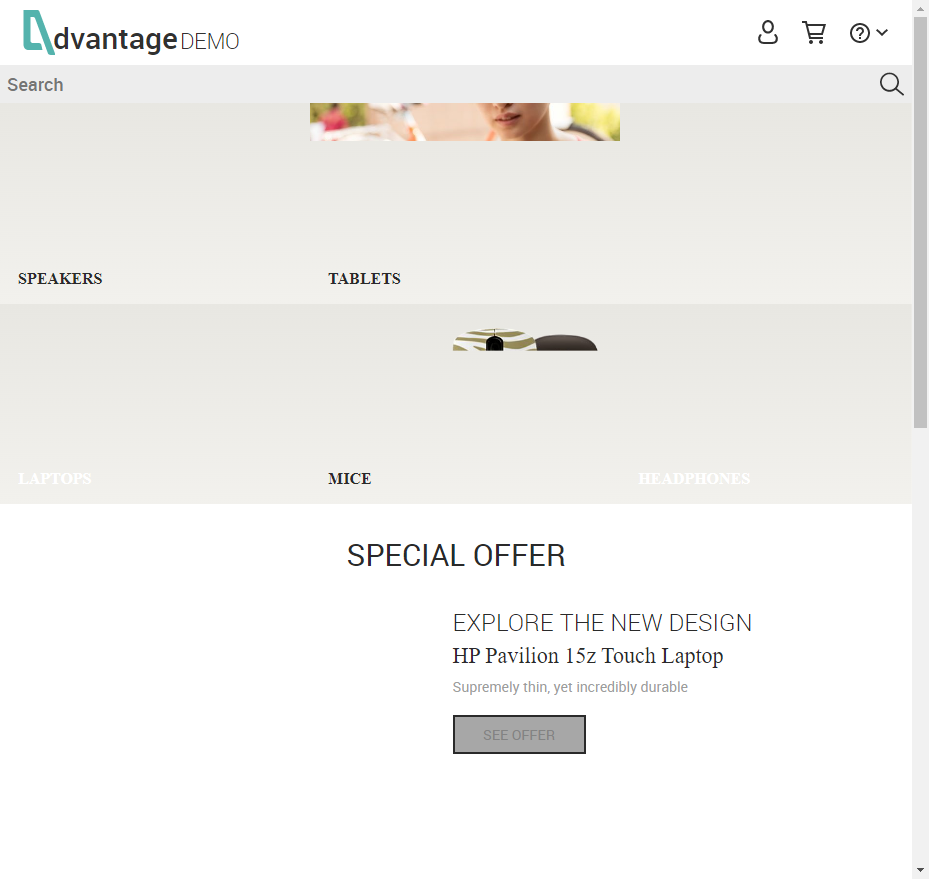 dvantage DEMO
Search
SPEAKERS
TABLETS
LAPTOPS
MICE
HEADPHONES
SPECIAL OFFER
EXPLORE THE NEW DESIGN
HP Pavilion 15z Touch Laptop
Supremely thin, yet incredibly durable
SEE OFFER